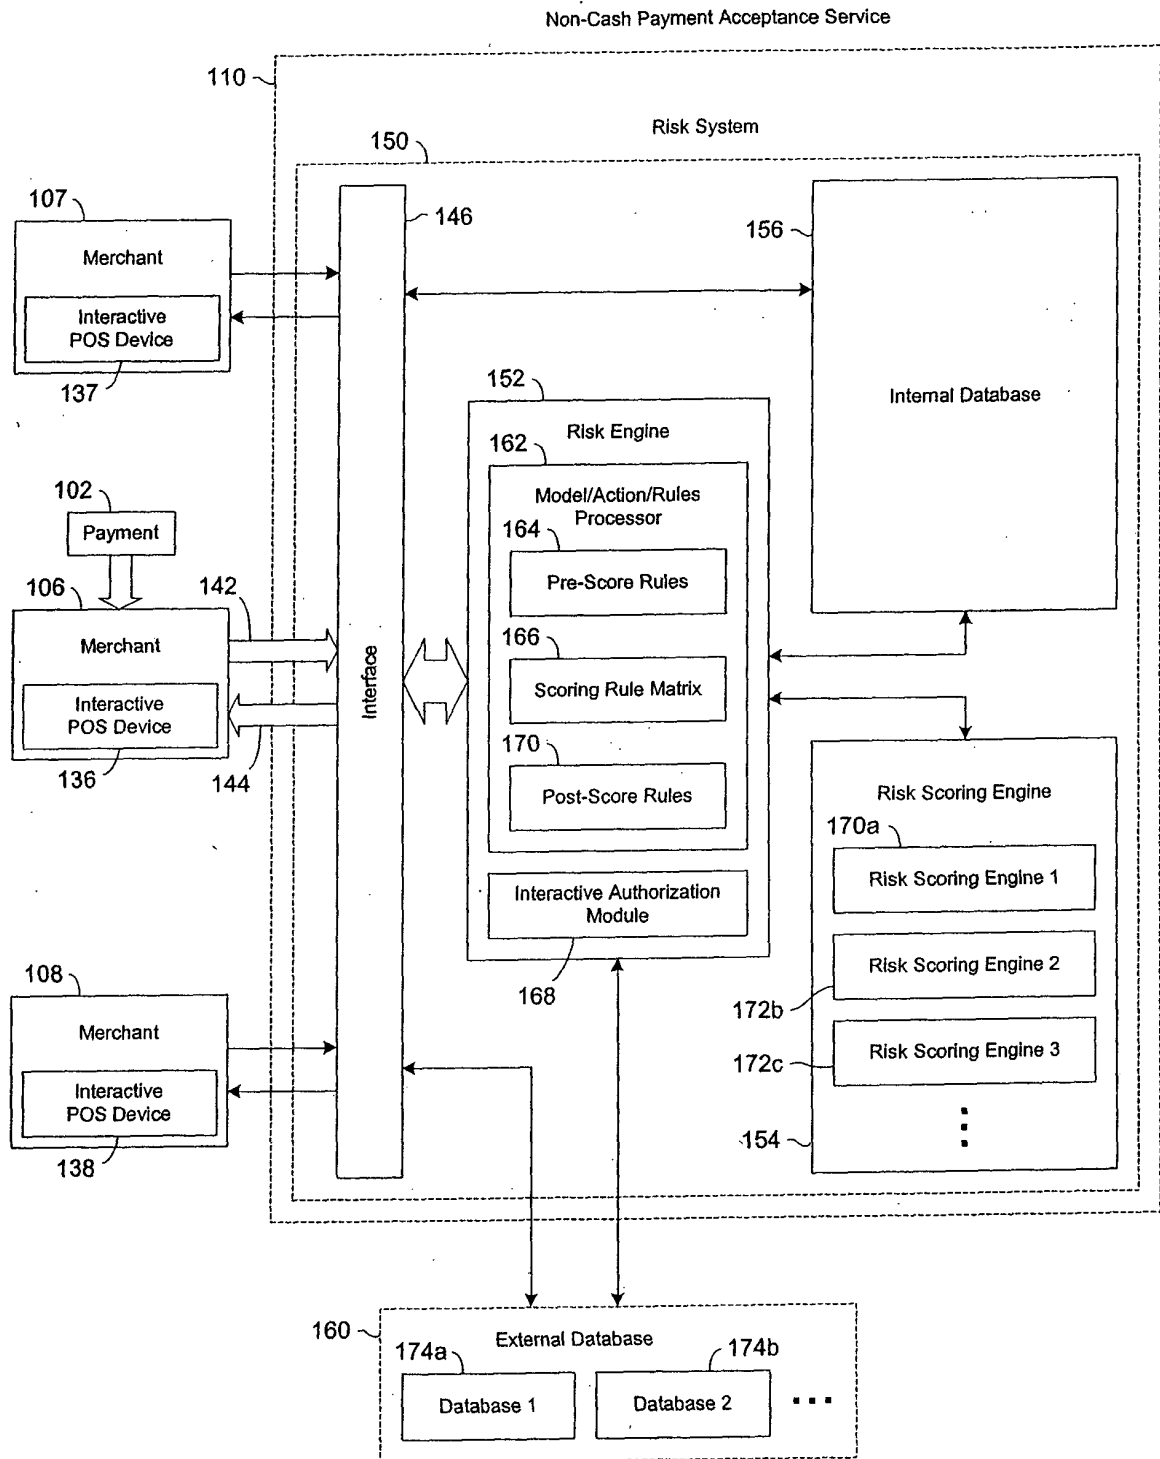 Non-Cash Payment Acceptance Service
110
Risk System
150
107
146
156
Merchant
Interactive
POS Device
137
Internal Database
152
Risk Engine
162
Model/Action/Rules
Processor
102
Payment
164
Pre-Score Rules
106
142
Merchant
166
Scoring Rule Matrix
Interface
Interactive
POS Device
136
144
170
Post-Score Rules
Risk Scoring Engine
170a
Risk Scoring Engine 1
Interactive Authorization
Module
168
Risk Scoring Engine 2
172b
108
Merchant
Risk Scoring Engine 3
172c
Interactive
POS Device
138
154
160
External Database
174a
174b
Database 1
Database 2